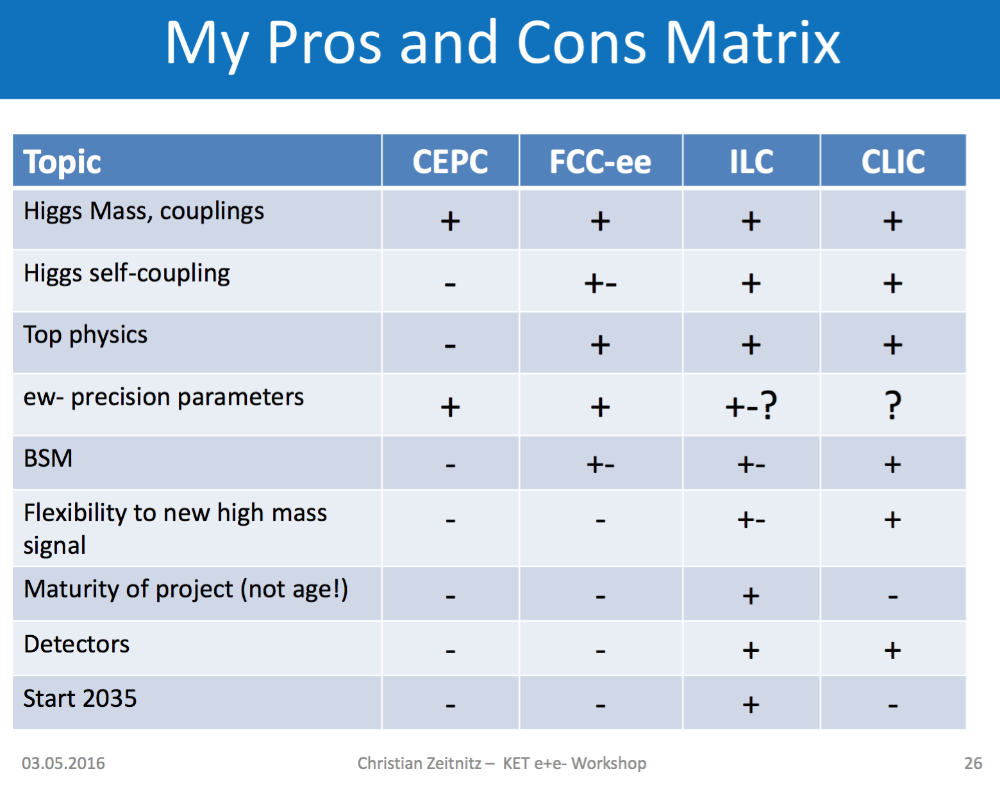 My Pros and Cons Matrix
Topic CEPC FCC-ee ILC CLIC
Higgs Mass, couplings + + + +
Higgs self-coupling - +- + +
Top physics - + + +
ew- precision parameters + + +-? ?
BSM - +- +- +
Flexibility to new high mass - - +- +
signal
Maturity of project (not age!) - - + -
Detectors - - + +
Start 2035 - - + -
03.05.2016 Christian Zeitnitz – KET e+e- Workshop 26